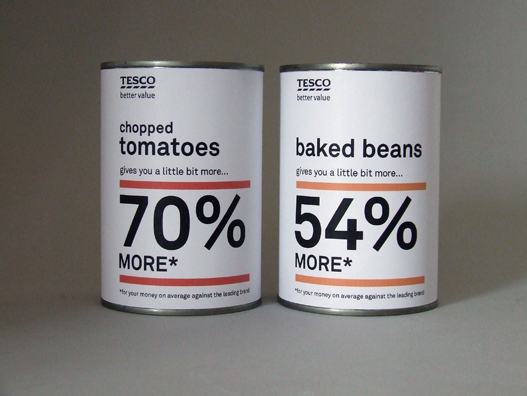 TESCO
better value
chopped
tomatoes
gives you a little bit more...
70%
MORE*
*for your money on average against the leading brand
TESCO
better value
baked beans
gives you a little bit more...
54%
MORE*
*for your money on average against the leading brand